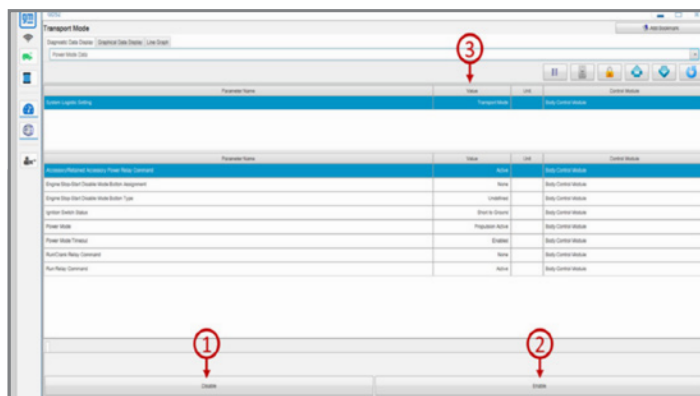 GM
Transport Mode
Add Bookmark
Diagnostic Data Display Graphical Data Display Line Graph
Power Mode Data
3
Parameter Name Value Unit Control Module
System Logistic Setting Transport Mode Body Control Module
Parameter Name Value Unit Control Module
Accessory/Retained Accessory Power Relay Command Active Body Control Module
Engine Stop-Start Disable Mode Button Assignment None Body Control Module
Engine Stop-Start Disable Mode Button Type Undefined Body Control Module
Ignition Switch Status Short to Ground Body Control Module
Power Mode Propulsion Active Body Control Module
Power Mode Timeout Enabled Body Control Module
Run/Crank Relay Command None Body Control Module
Run Relay Command Active Body Control Module
1 2
Disable Enable